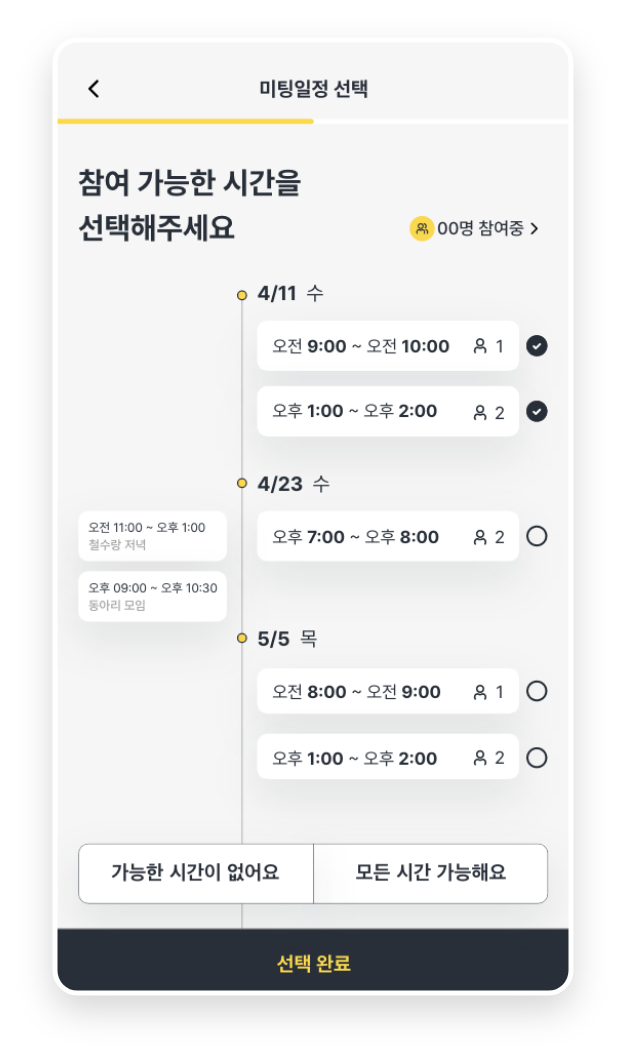 미팅일정 선택
참여 가능한 시간을
선택해주세요
00명 참여중
4/11 수
오전 9:00 ~ 오전 10:00 1
오후 1:00 ~ 오후 2:00 2
4/23 수
오전 11:00 ~ 오후 1:00
철수랑 저녁
오후 09:00 ~ 오후 10:30
동아리 모임
오후 7:00 ~ 오후 8:00 2
5/5 목
오전 8:00 ~ 오전 9:00 1
오후 1:00 ~ 오후 2:00 2
가능한 시간이 없어요
모든 시간 가능해요
선택 완료